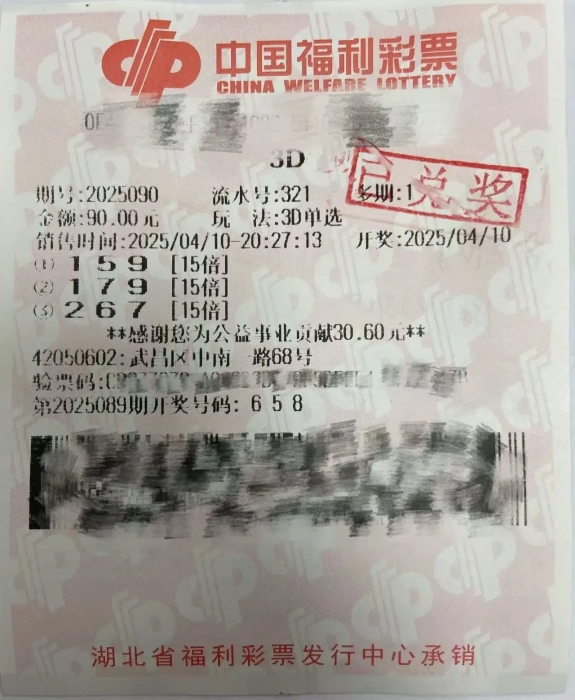 中国福利彩票
CHINA WELFARE LOTTERY
3D
期号:2025090 流水号:321 多期:1
已兑奖
金额:90.00元 玩 法:3D单选
销售时间:2025/04/10-20:27:13 开奖:2025/04/10
(1) 1 5 9 [15倍]
(2) 1 7 9 [15倍]
(3) 2 6 7 [15倍]
**感谢您为公益事业贡献30.60元**
42050602:武昌区中南一路68号
验票码:
第2025089期开奖号码: 6 5 8
湖北省福利彩票发行中心承销